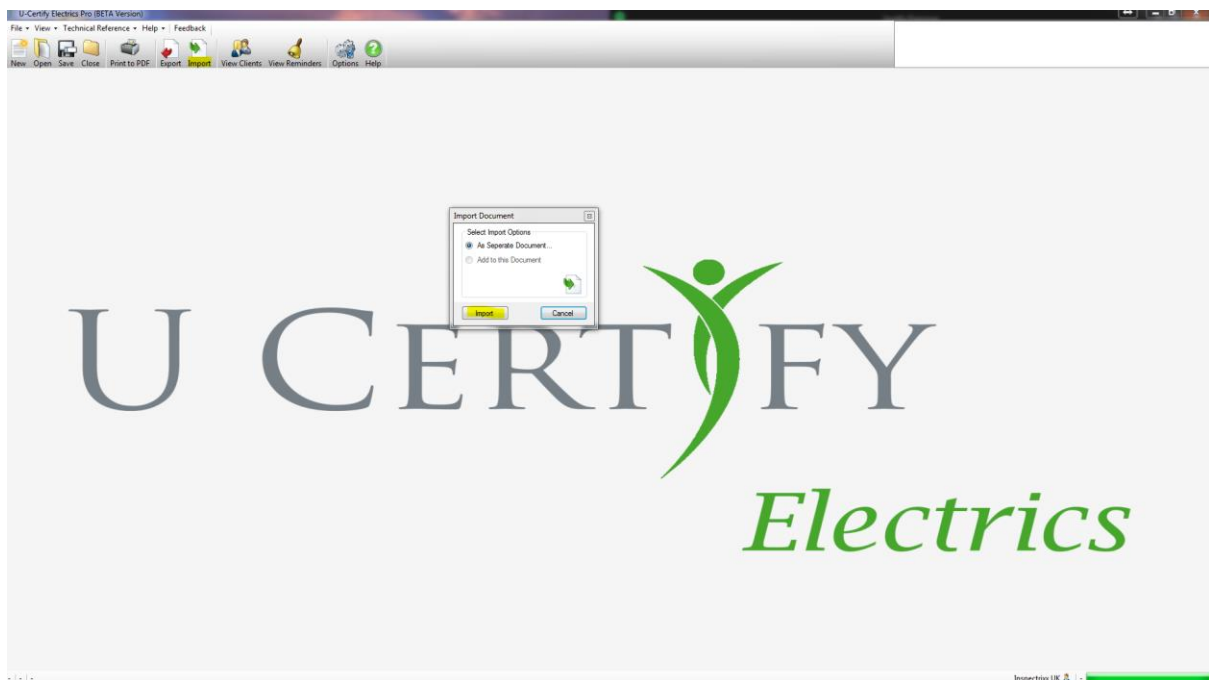 U-Certify Electrics Pro (BETA Version)
File View Technical Reference Help Feedback
New Open Save Close Print to PDF Export Import View Clients View Reminders Options Help
Import Document
Select Import Options
As Seperate Document...
Add to this Document
Import Cancel
U CERTIFY
Electrics
Inspectrixx UK